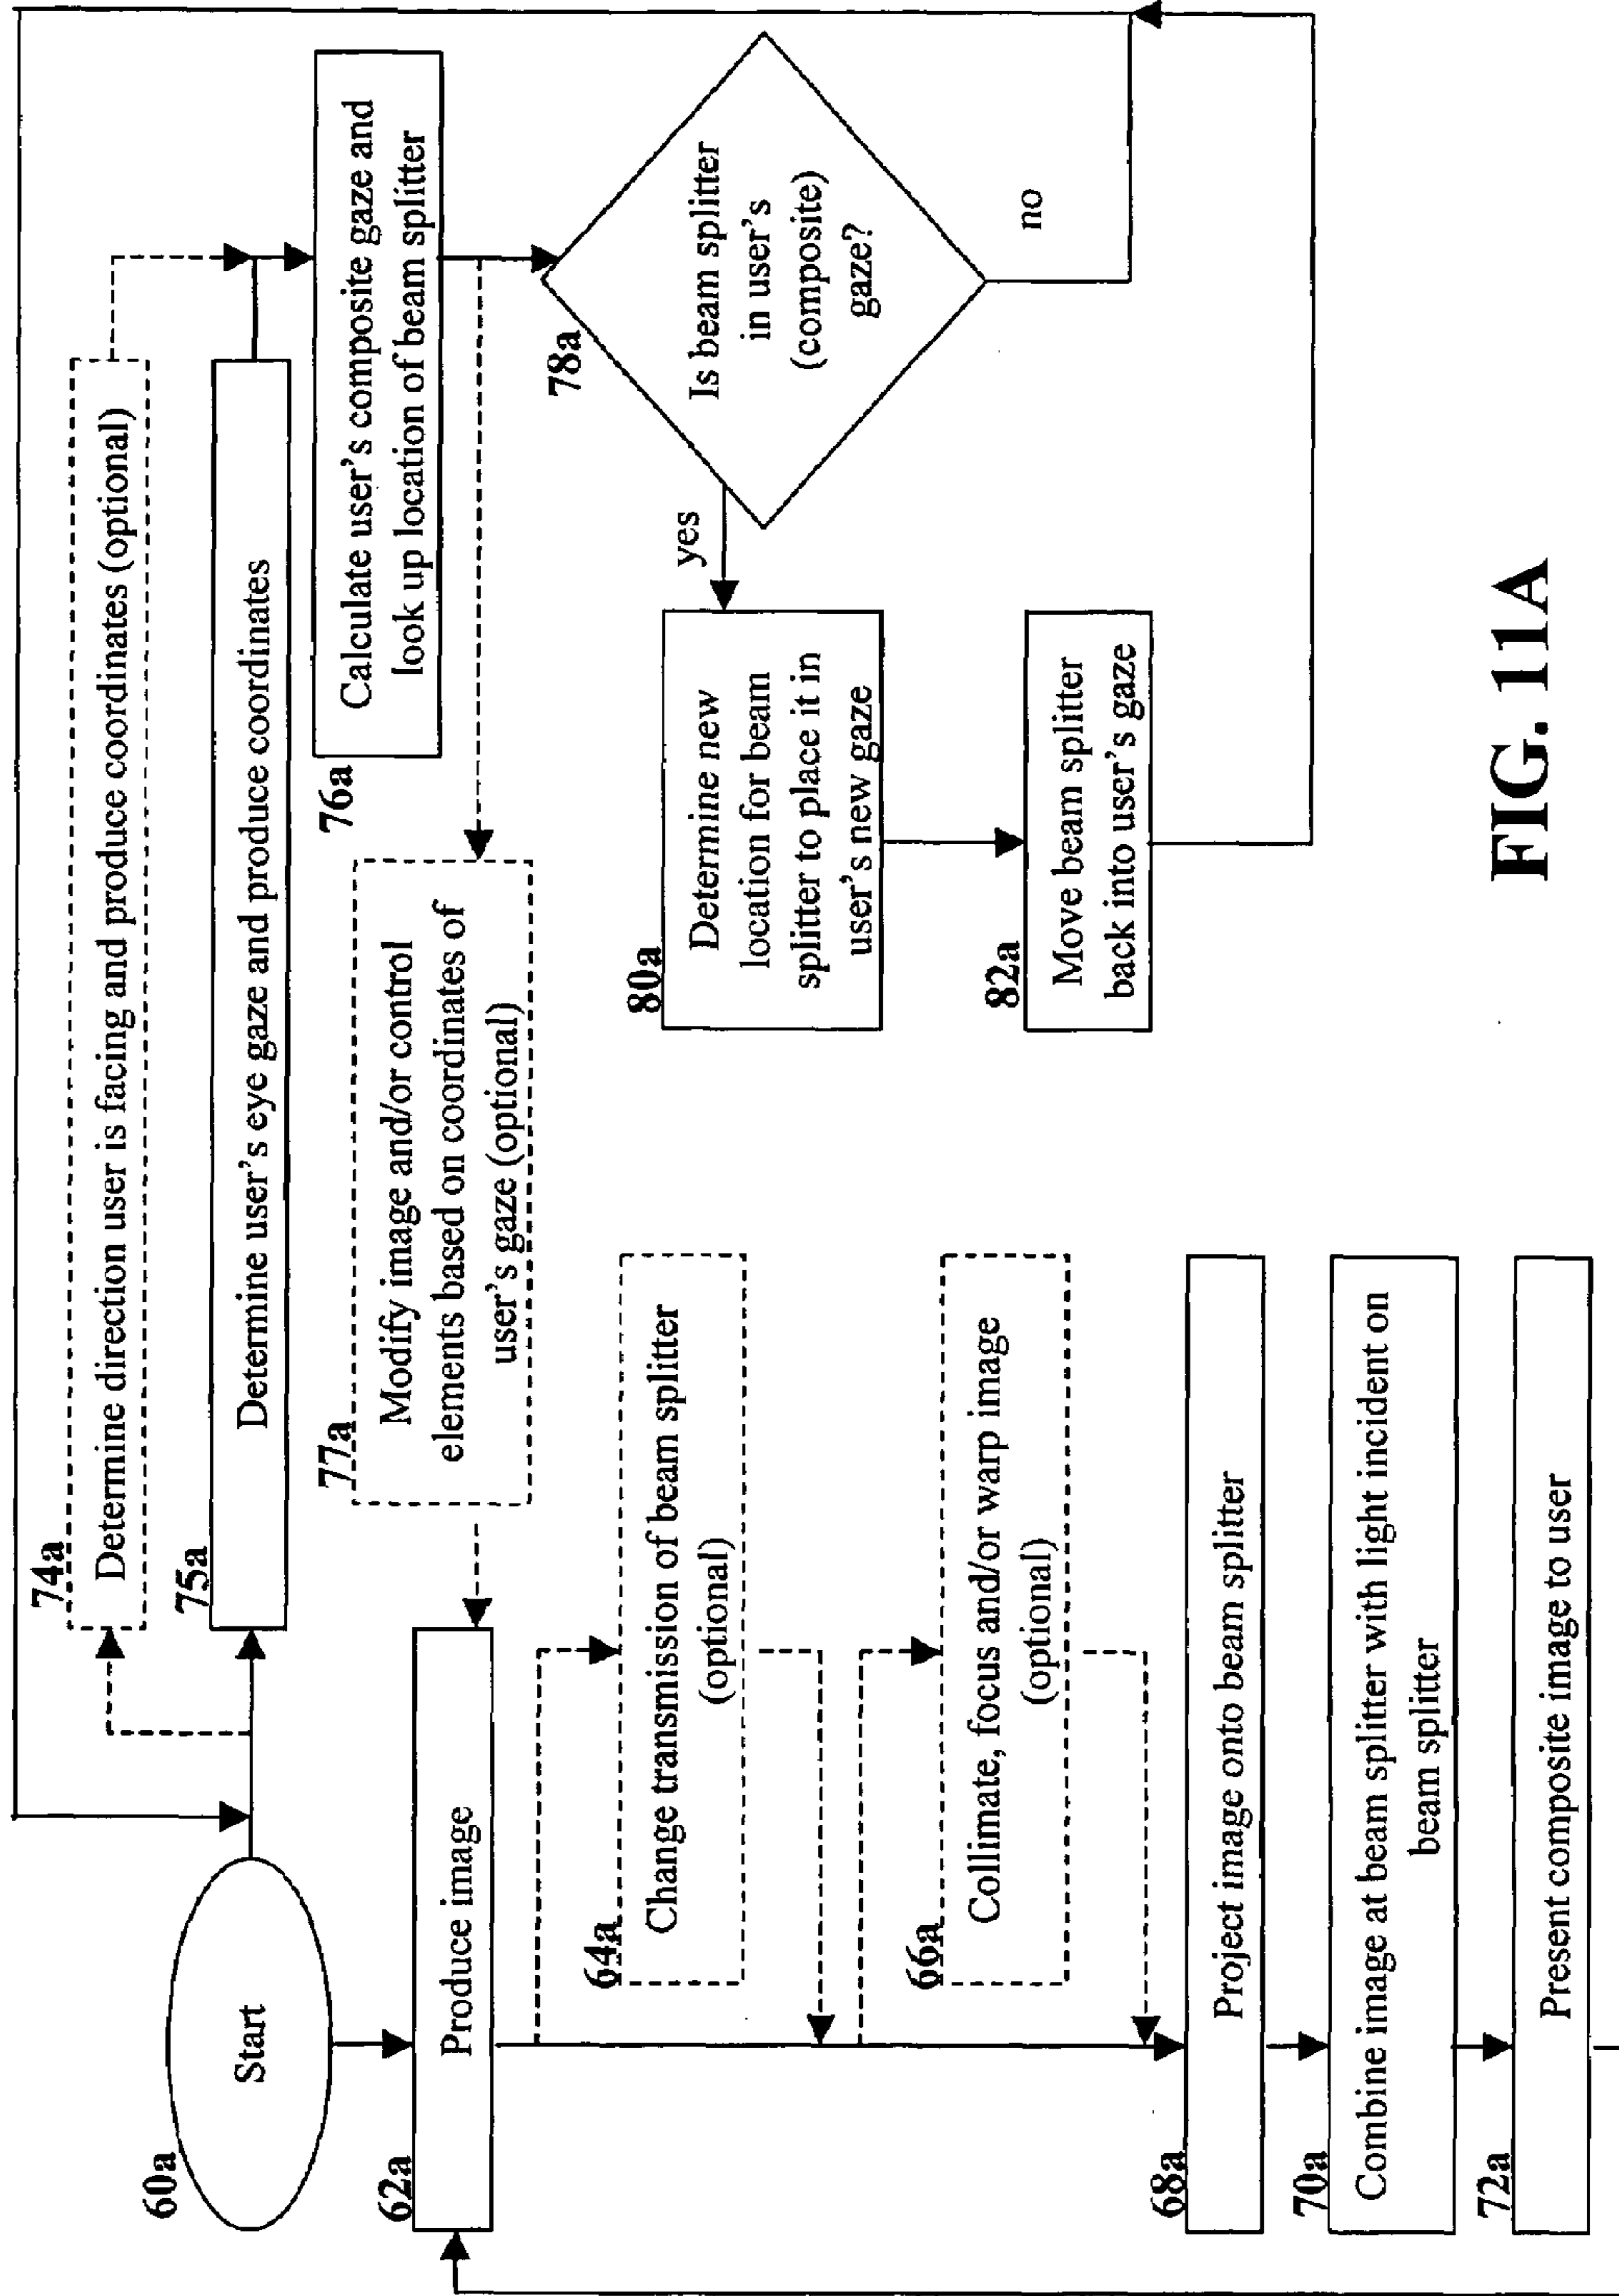 60a
Start
62a
Produce image
64a
Change transmission of beam splitter
(optional)
66a
Collimate, focus and/or warp image
(optional)
68a
Project image onto beam splitter
70a
Combine image at beam splitter with light incident on
beam splitter
72a
Present composite image to user
74a
Determine direction user is facing and produce coordinates (optional)
75a
Determine user's eye gaze and produce coordinates
76a
Calculate user's composite gaze and
look up location of beam splitter
77a
Modify image and/or control
elements based on coordinates of
user's gaze (optional)
78a
Is beam splitter
in user's
(composite)
gaze?
yes
no
80a
Determine new
location for beam
splitter to place it in
user's new gaze
82a
Move beam splitter
back into user's gaze
FIG. 11A